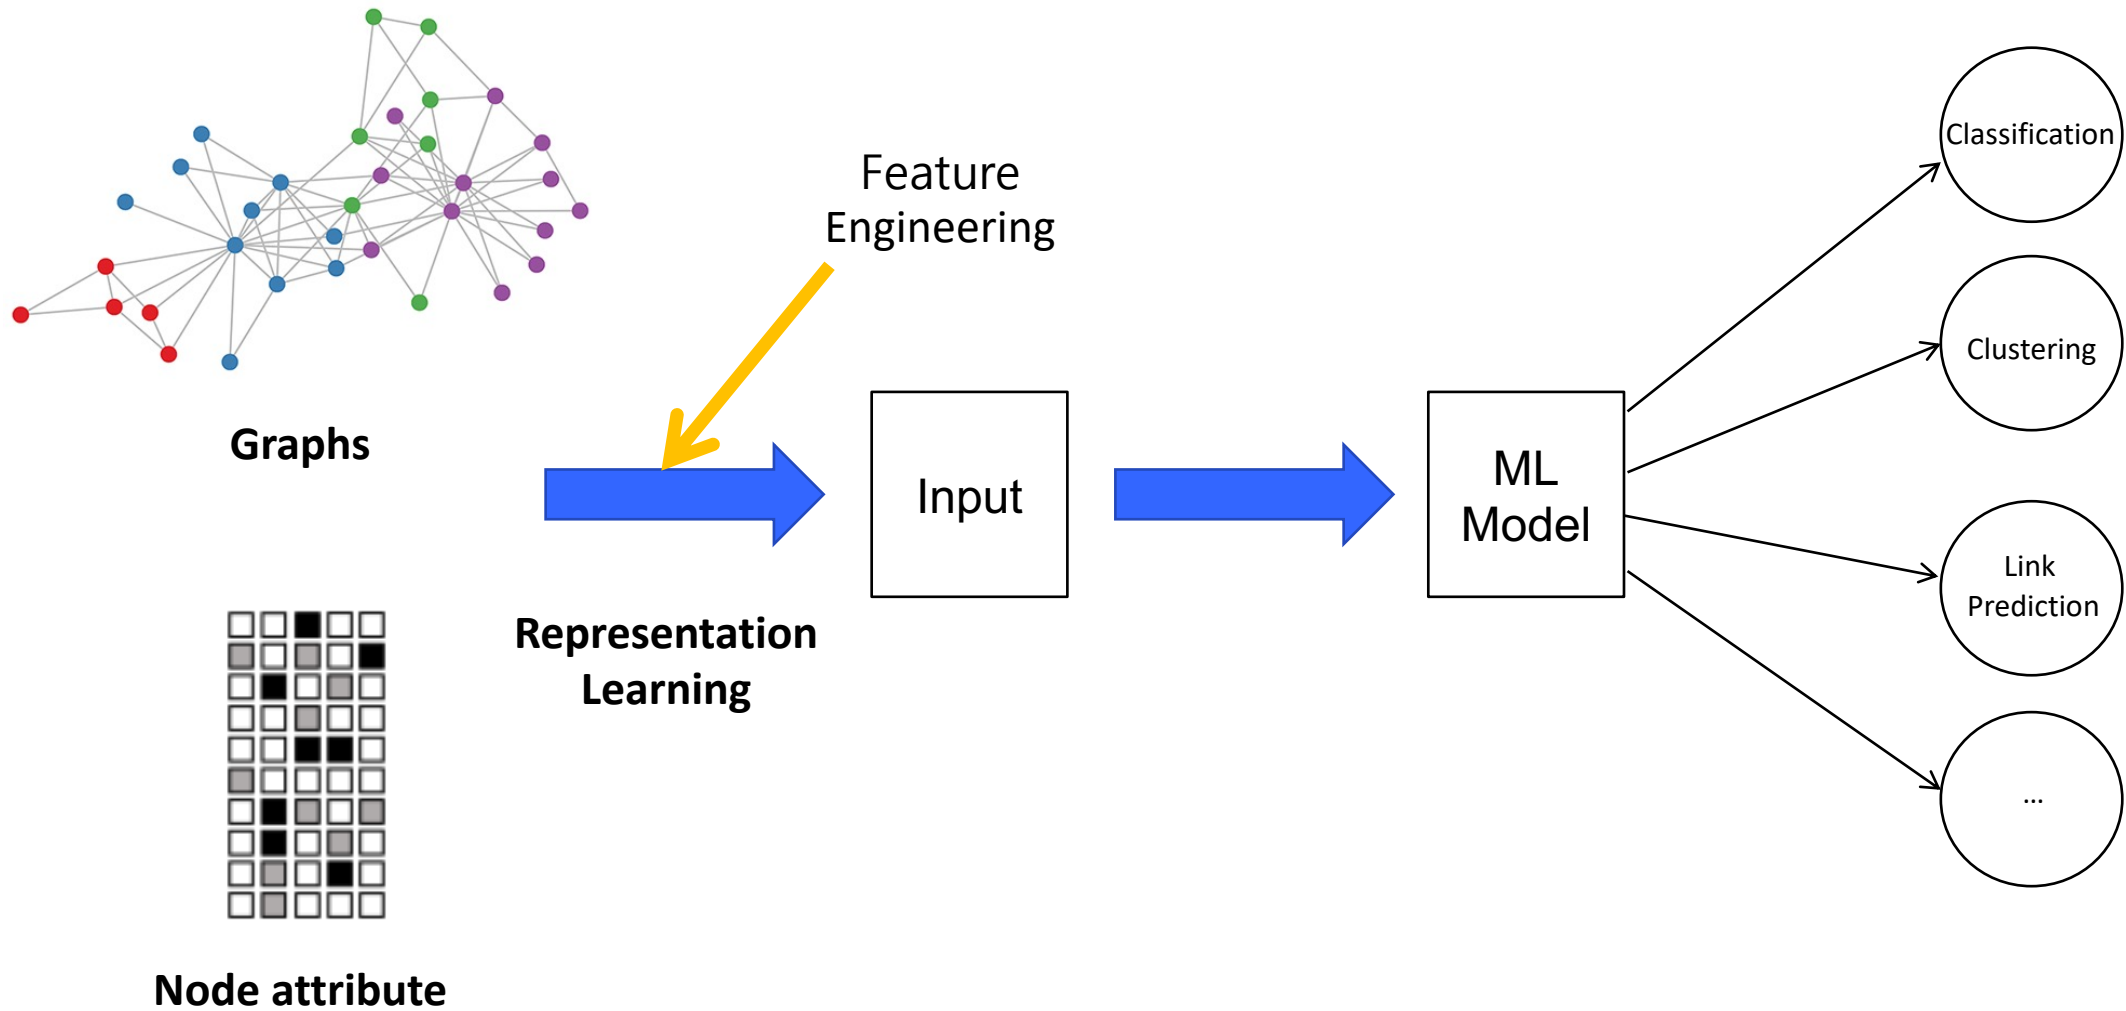 Graphs
Node attribute
Feature
Engineering
Representation
Learning
Input
ML
Model
Classification
Clustering
Link
Prediction
...